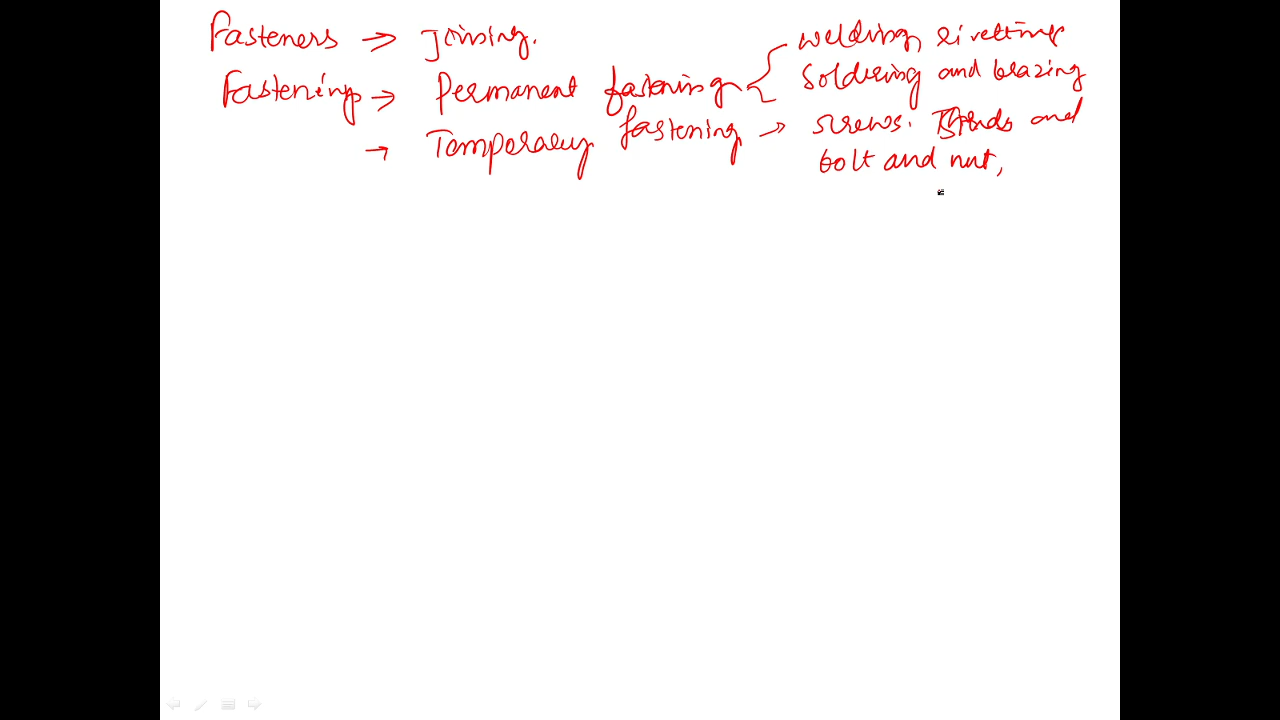 Fasteners → Joining.
Fastening → Permanent fastening welding, rivetting
soldering and brazing
→ Temporary fastening → screws. Studs and
bolt and nut,